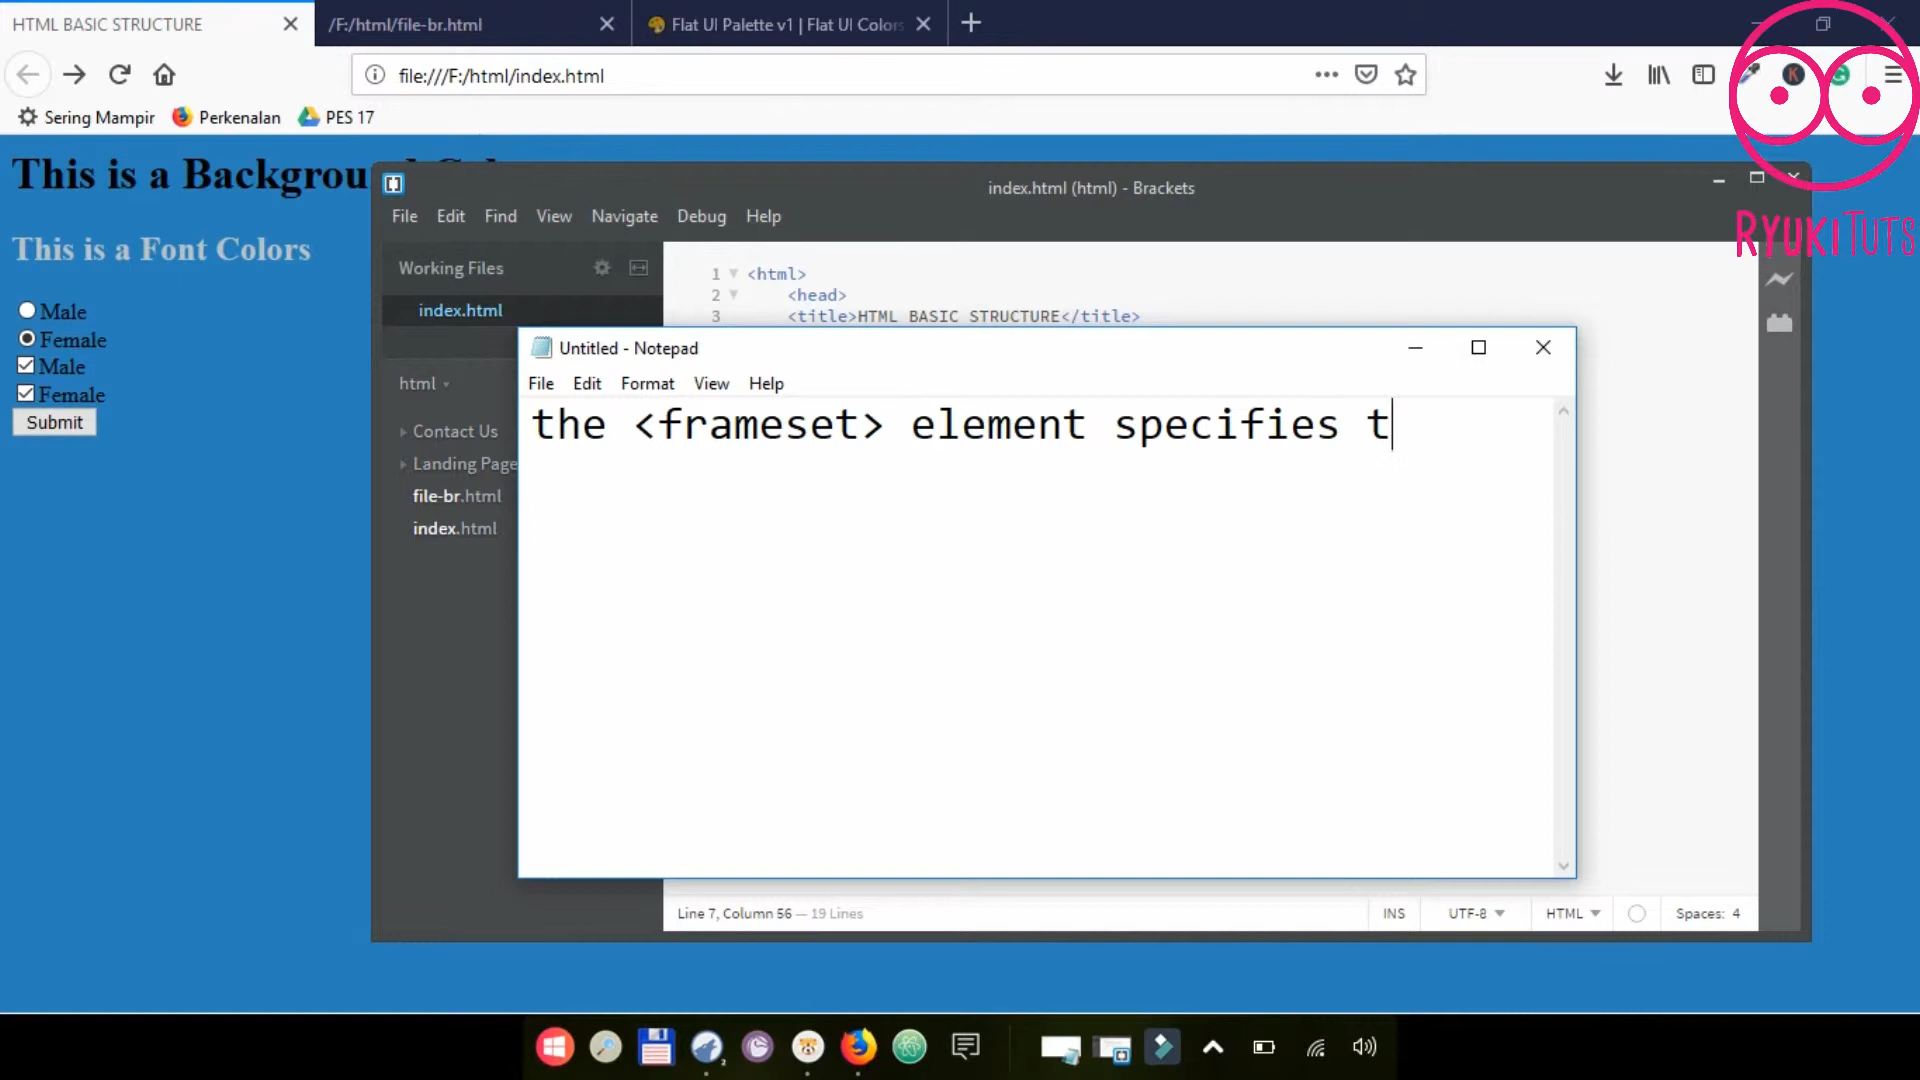 HTML BASIC STRUCTURE
/F:/html/file-br.html
Flat UI Palette v1 | Flat UI Colors
file:///F:/html/index.html
Sering Mampir
Perkenalan
PES 17
RYUKITUTS
This is a Backgrou
index.html (html) - Brackets
File Edit Find View Navigate Debug Help
This is a Font Colors
Working Files
index.html
1 <html>
2 <head>
3 <title>HTML BASIC STRUCTURE</title>
Male
Female
Male
Female
Submit
html
Contact Us
Landing Page
file-br.html
index.html
Untitled - Notepad
File Edit Format View Help
the <frameset> element specifies t
Line 7, Column 56 — 19 Lines
INS
UTF-8
HTML
Spaces: 4